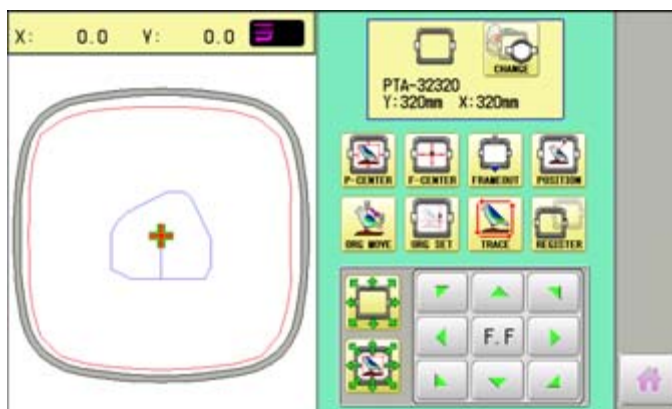 X: 0.0 Y: 0.0
CHANGE
PTA-32320
Y:320mm X:320mm
P-CENTER F-CENTER FRAMEOUT POSITION
ORG MOVE ORG SET TRACE REGISTER
F.F